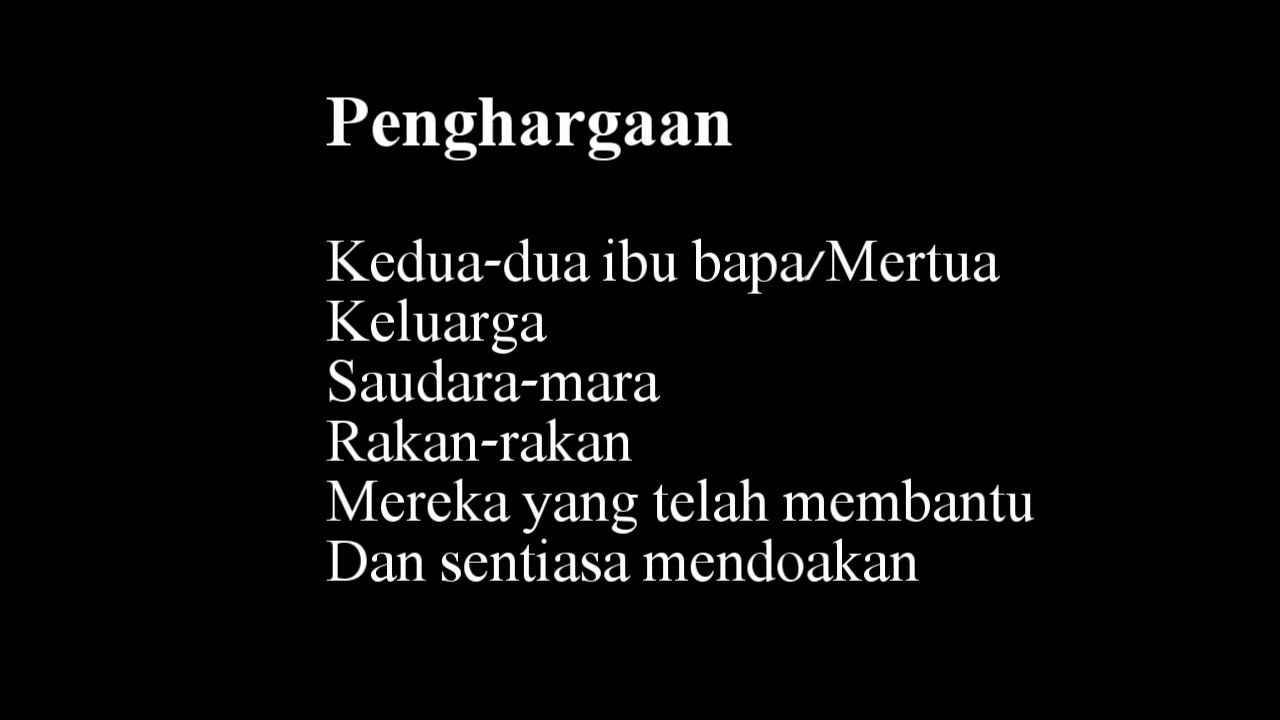 Penghargaan
Kedua-dua ibu bapa/Mertua
Keluarga
Saudara-mara
Rakan-rakan
Mereka yang telah membantu
Dan sentiasa mendoakan